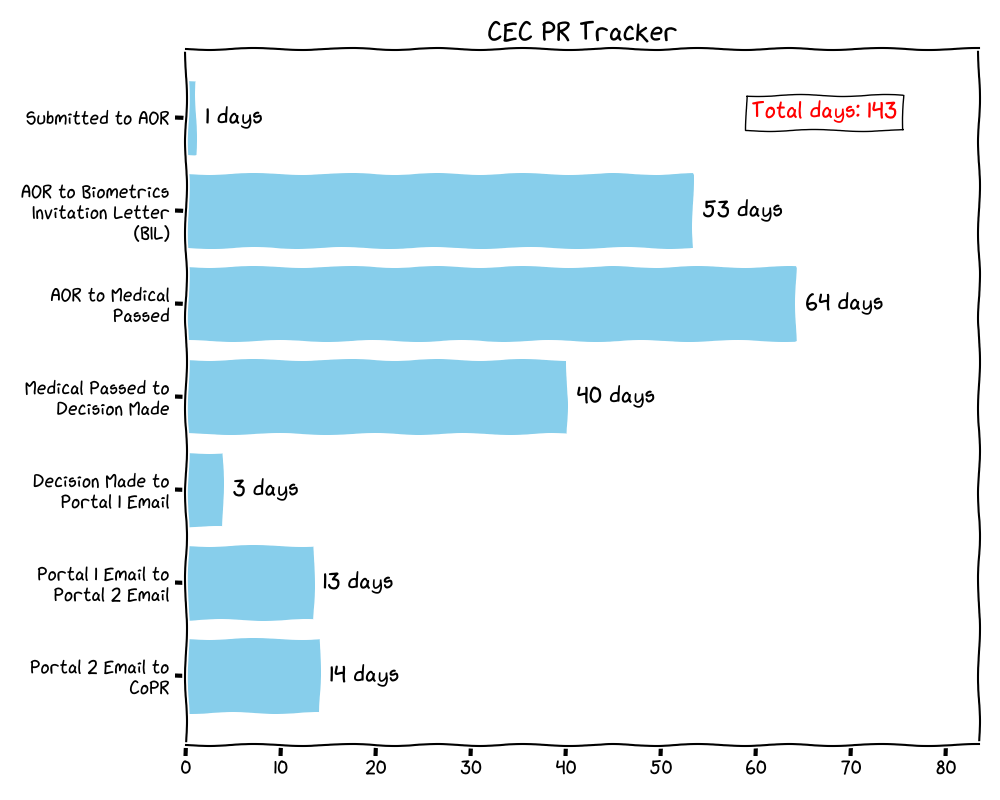 CEC PR Tracker
Submitted to AOR
1 days
Total days: 143
AOR to Biometrics
Invitation Letter
(BIL)
53 days
AOR to Medical
Passed
64 days
Medical Passed to
Decision Made
40 days
Decision Made to
Portal 1 Email
3 days
Portal 1 Email to
Portal 2 Email
13 days
Portal 2 Email to
CoPR
14 days
0 10 20 30 40 50 60 70 80